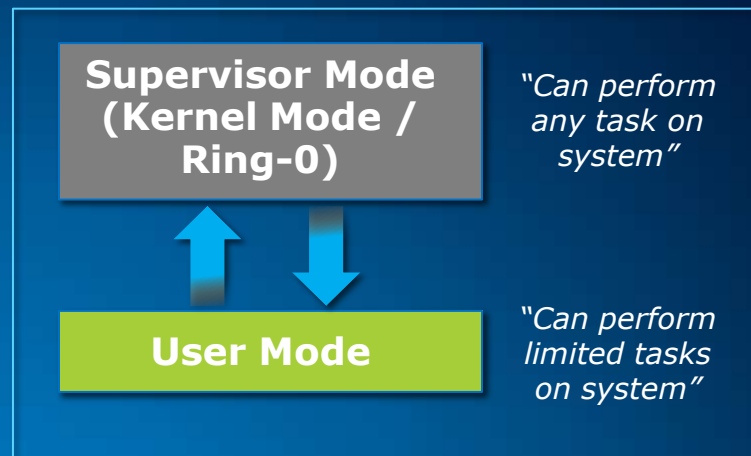 Supervisor Mode
(Kernel Mode /
Ring-0)
“Can perform
any task on
system”
User Mode
“Can perform
limited tasks
on system”